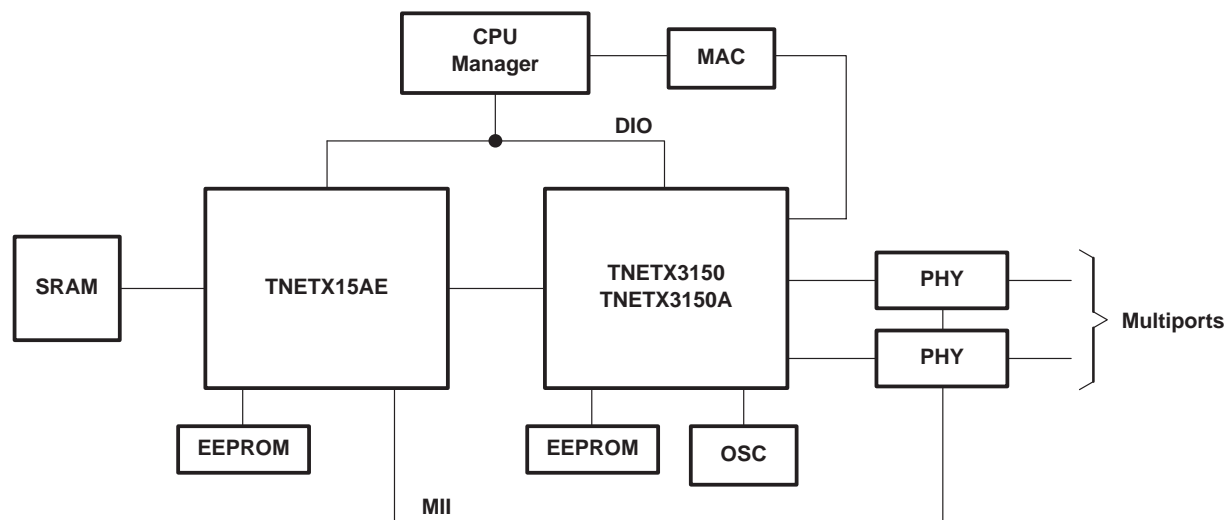 CPU
Manager
MAC
DIO
SRAM
TNETX15AE
TNETX3150
TNETX3150A
PHY
PHY
Multiports
EEPROM
EEPROM
OSC
MII